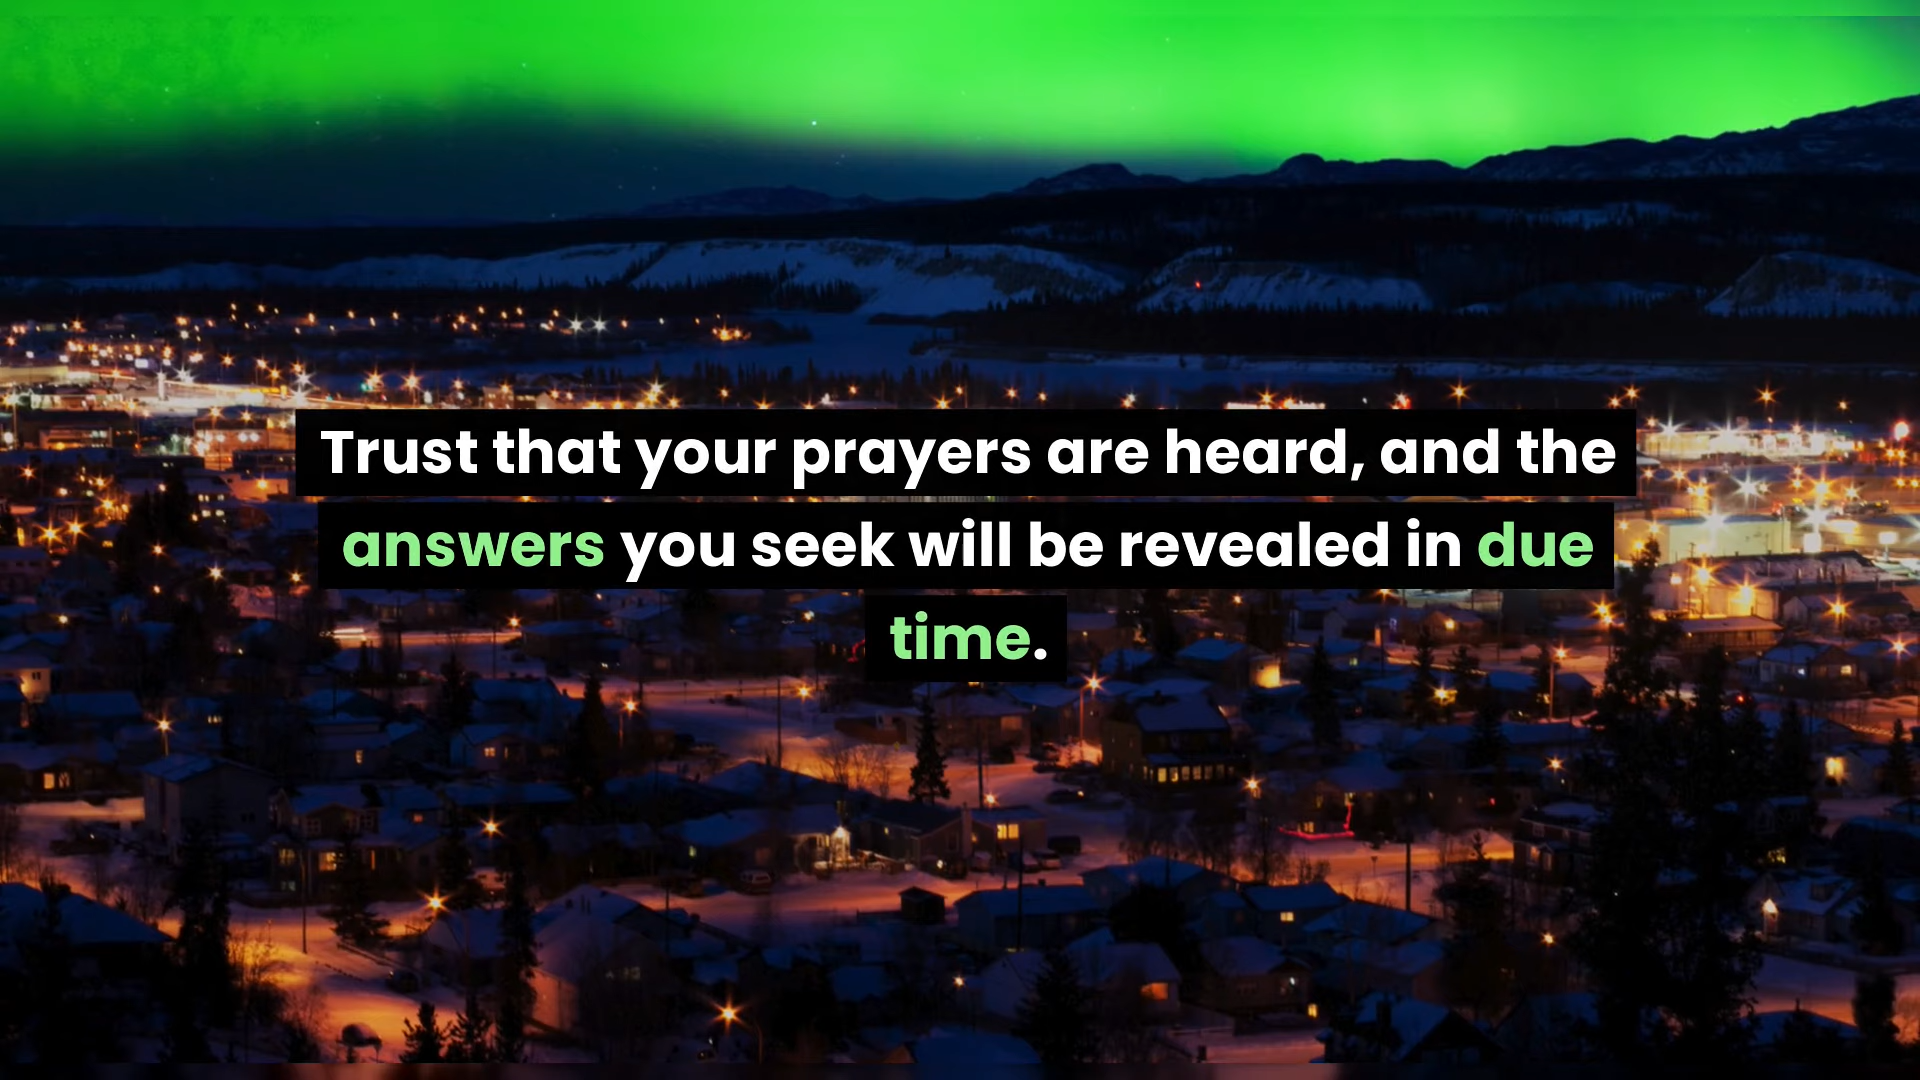 Trust that your prayers are heard, and the
answers you seek will be revealed in due
time.